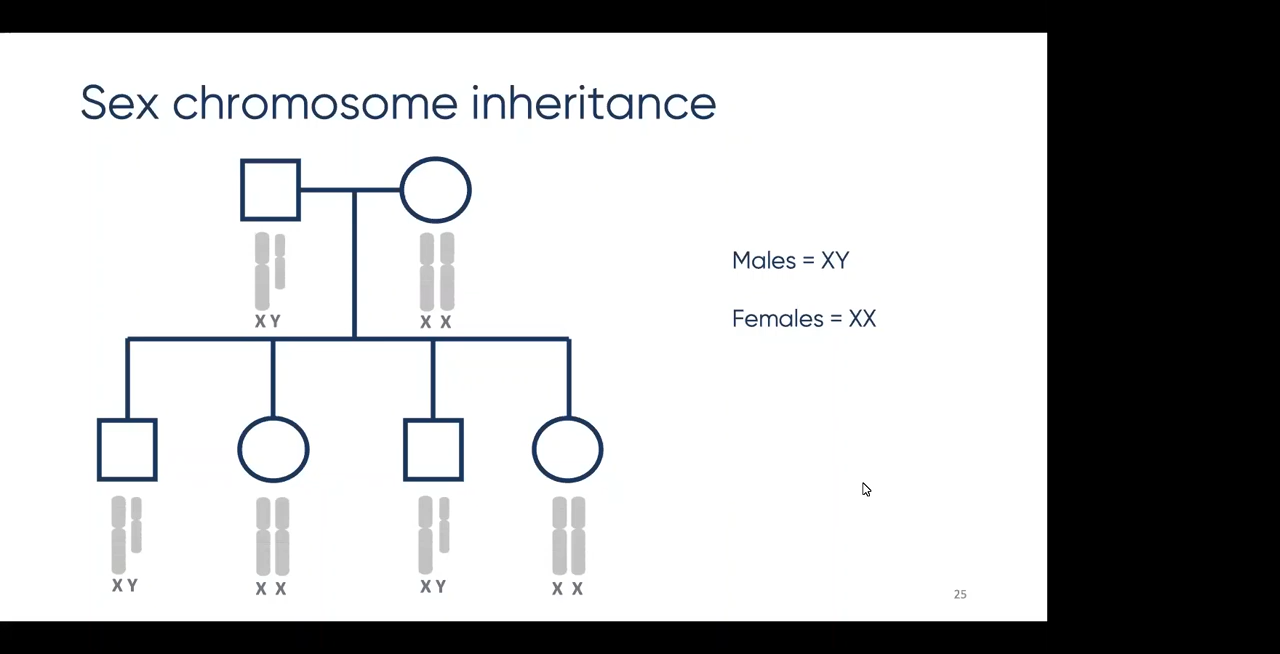 Sex chromosome inheritance
X Y
X X
Males = XY
Females = XX
X Y
X X
X Y
X X
25